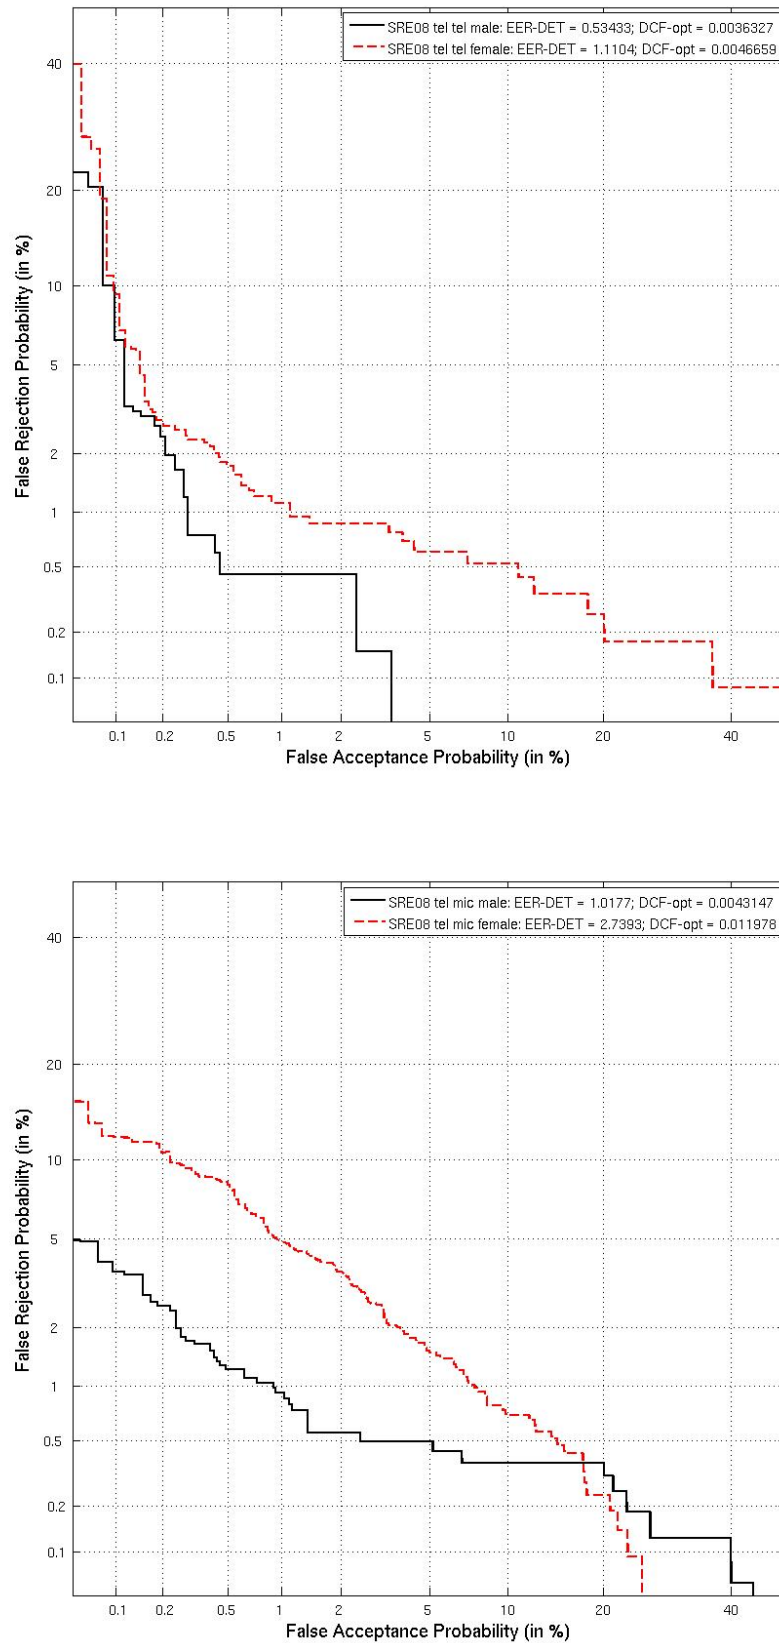 SRE08 tel tel male: EER-DET = 0.53433; DCF-opt = 0.0036327
SRE08 tel tel female: EER-DET = 1.1104; DCF-opt = 0.0046659
40
20
10
5
2
1
0.5
0.2
0.1
False Rejection Probability (in %)
0.1 0.2 0.5 1 2 5 10 20 40
False Acceptance Probability (in %)
SRE08 tel mic male: EER-DET = 1.0177; DCF-opt = 0.0043147
SRE08 tel mic female: EER-DET = 2.7393; DCF-opt = 0.011978
40
20
10
5
2
1
0.5
0.2
0.1
False Rejection Probability (in %)
0.1 0.2 0.5 1 2 5 10 20 40
False Acceptance Probability (in %)